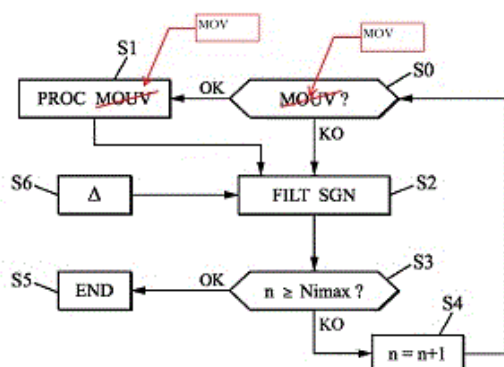 MOV
MOV
S1
S0
PROC MOUV
OK
MOUV ?
KO
S6
Δ
FILT SGN
S2
S5
END
OK
n ≥ Nimax ?
S3
KO
S4
n = n+1